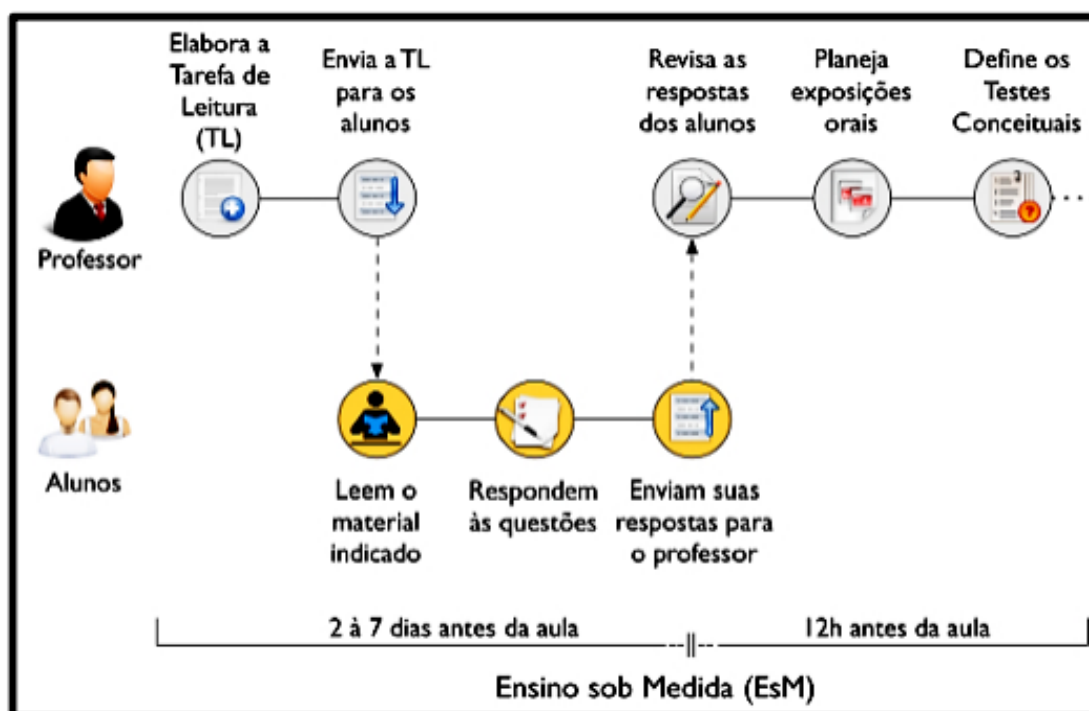 Elabora a
Tarefa de
Leitura
(TL)
Envia a TL
para os
alunos
Revisa as
respostas
dos alunos
Planeja
exposições
orais
Define os
Testes
Conceituais
Professor
Alunos
Leem o
material
indicado
Respondem
às questões
Enviam suas
respostas para
o professor
2 à 7 dias antes da aula
12h antes da aula
Ensino sob Medida (EsM)